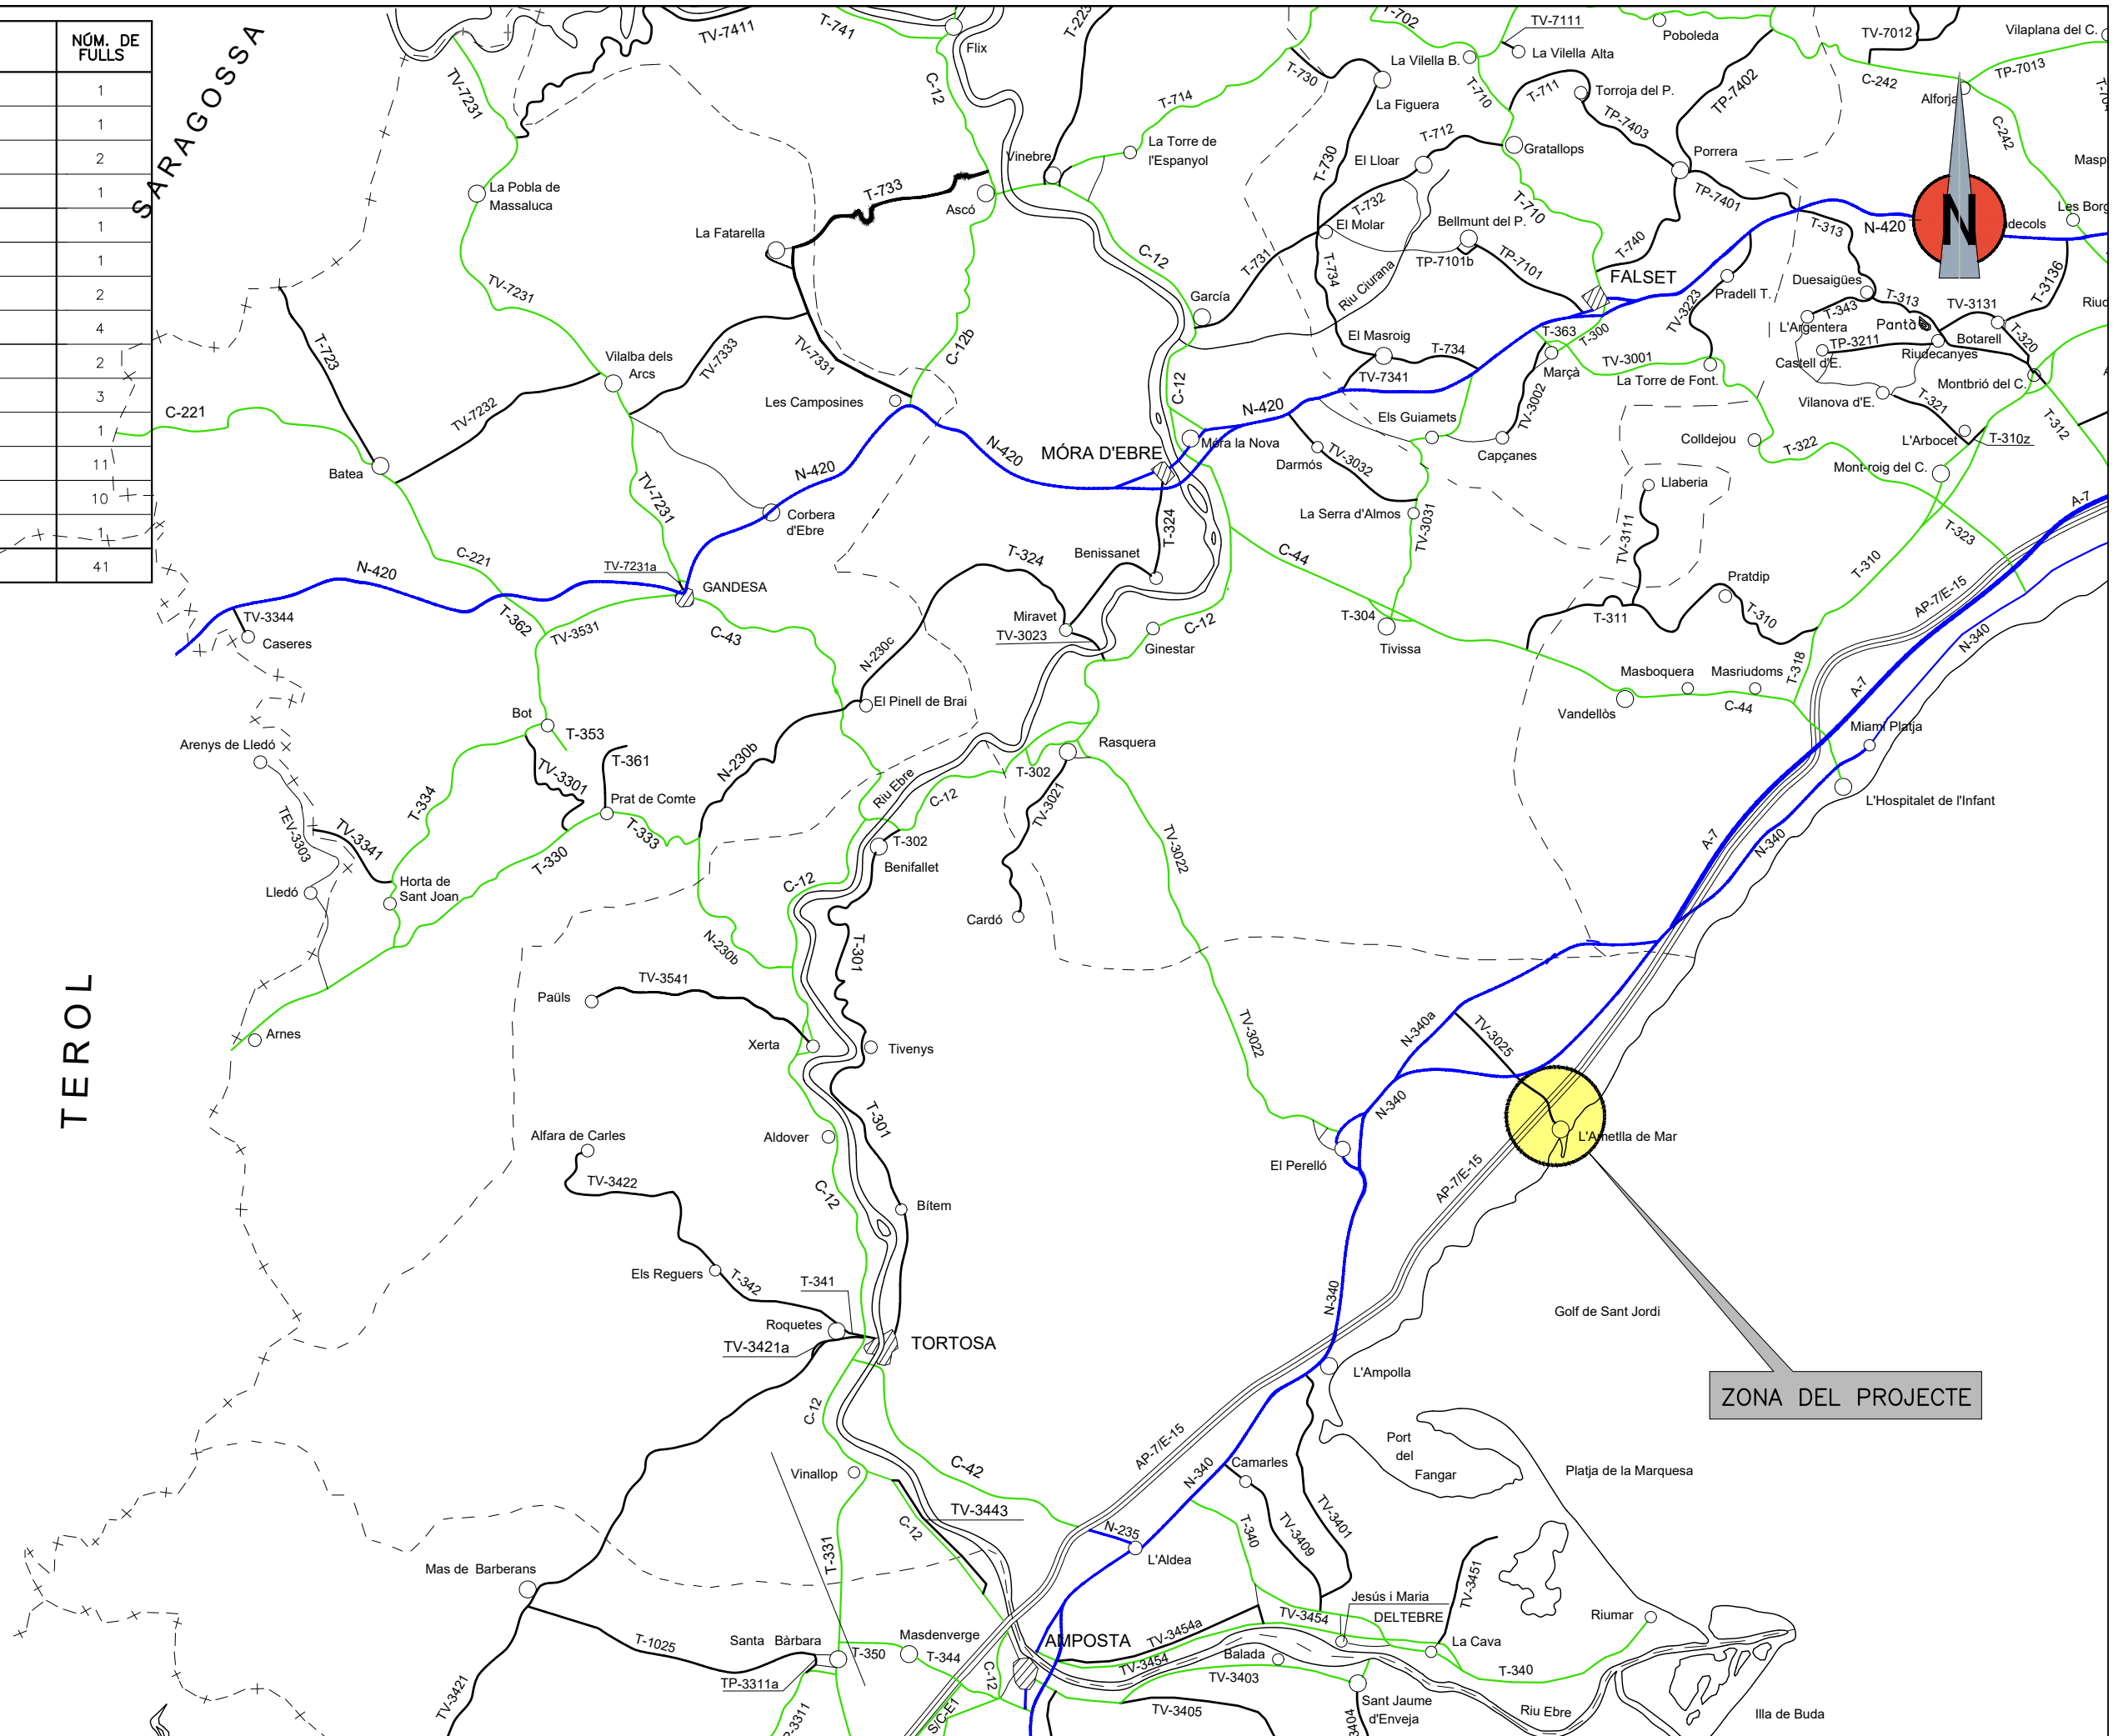 NÚM. DE
FULLS
1
1
2
1
1
1
2
4
2
3
1
11
10
1
41
SARAGOSSA
TEROL
TV-7411
T-741
Flix
T-223
T-702
TV-7111
La Vilella Alta
La Vilella B.
Poboleda
TV-7012
Vilaplana del C.
TP-7013
C-242
Alforja
C-242
TV-7231
C-12
T-714
T-730
La Figuera
T-710
T-711
Torroja del P.
TP-7402
TP-7403
Vinebre
La Torre de
l'Espanyol
T-712
El Lloar
Gratallops
Porrera
TP-7401
La Pobla de
Massaluca
T-733
Ascó
T-730
T-732
T-710
Bellmunt del P.
El Molar
T-740
T-313
N-420
N
Les Borg
La Fatarella
C-12
T-731
T-734
Riu Ciurana
TP-7101b
TP-7101
FALSET
Pradell T.
Duesaigües
T-313
TV-3131
T-3136
TV-7231
García
El Masroig
T-363
T-300
TV-3223
T-343
L'Argentera
Pantà
Botarell
T-320
T-723
Vilalba dels
Arcs
TV-7333
TV-7331
C-12b
T-734
TV-7341
Marçà
TV-3001
La Torre de Font.
TP-3211
Castell d'E.
Riudecanyes
Montbrió del C.
C-221
TV-7232
Les Camposines
C-12
N-420
Els Guiamets
TV-3002
Vilanova d'E.
T-321
T-312
Batea
N-420
N-420
MÓRA D'EBRE
Móra la Nova
Darmós
TV-3032
Capçanes
Colldejou
T-322
L'Arbocet
T-310z
Mont-roig del C.
TV-7231
Corbera
d'Ebre
T-324
La Serra d'Almos
TV-3031
Llaberia
TV-3111
A-7
T-323
C-221
N-420
TV-7231a
GANDESA
T-324
Benissanet
C-44
T-310
AP-7/E-15
TV-3344
Caseres
T-362
TV-3531
C-43
N-230c
Miravet
TV-3023
Ginestar
C-12
T-304
Tivissa
Pratdip
T-310
T-311
N-340
El Pinell de Brai
Masboquera
Masriudoms
T-318
A-7
Vandellòs
C-44
Miami Platja
Bot
T-353
Arenys de Lledó
T-361
N-230b
Rasquera
T-302
Riu Ebre
C-12
TV-3021
TV-3301
Prat de Comte
T-334
T-333
TEV-3303
TV-3341
T-330
T-302
Benifallet
TV-3022
L'Hospitalet de l'Infant
A-7
N-340
Lledó
Horta de
Sant Joan
C-12
Cardó
N-230b
T-301
Paüls
TV-3541
Arnes
Xerta
Tivenys
TV-3022
N-340a
TV-3025
T-301
N-340
Alfara de Carles
Aldover
El Perelló
L'Ametlla de Mar
TV-3422
C-12
Bítem
AP-7/E-15
Els Reguers
T-342
T-341
Roquetes
TV-3421a
TORTOSA
N-340
Golf de Sant Jordi
L'Ampolla
ZONA DEL PROJECTE
C-12
Vinallop
C-42
AP-7/E-15
N-340
Camarles
Port
del
Fangar
Platja de la Marquesa
TV-3443
C-12
N-235
L'Aldea
T-340
TV-3409
TV-3401
T-331
Mas de Barberans
TV-3451
Jesús i Maria
DELTEBRE
Riumar
T-1025
Santa Bàrbara
T-350
Masdenverge
T-344
AMPOSTA
TV-3454a
TV-3454
La Cava
TP-3311a
C-12
TV-3454
Balada
TV-3403
T-340
TV-3421
S/C-E1
TV-3405
Sant Jaume
d'Enveja
Riu Ebre
Illa de Buda